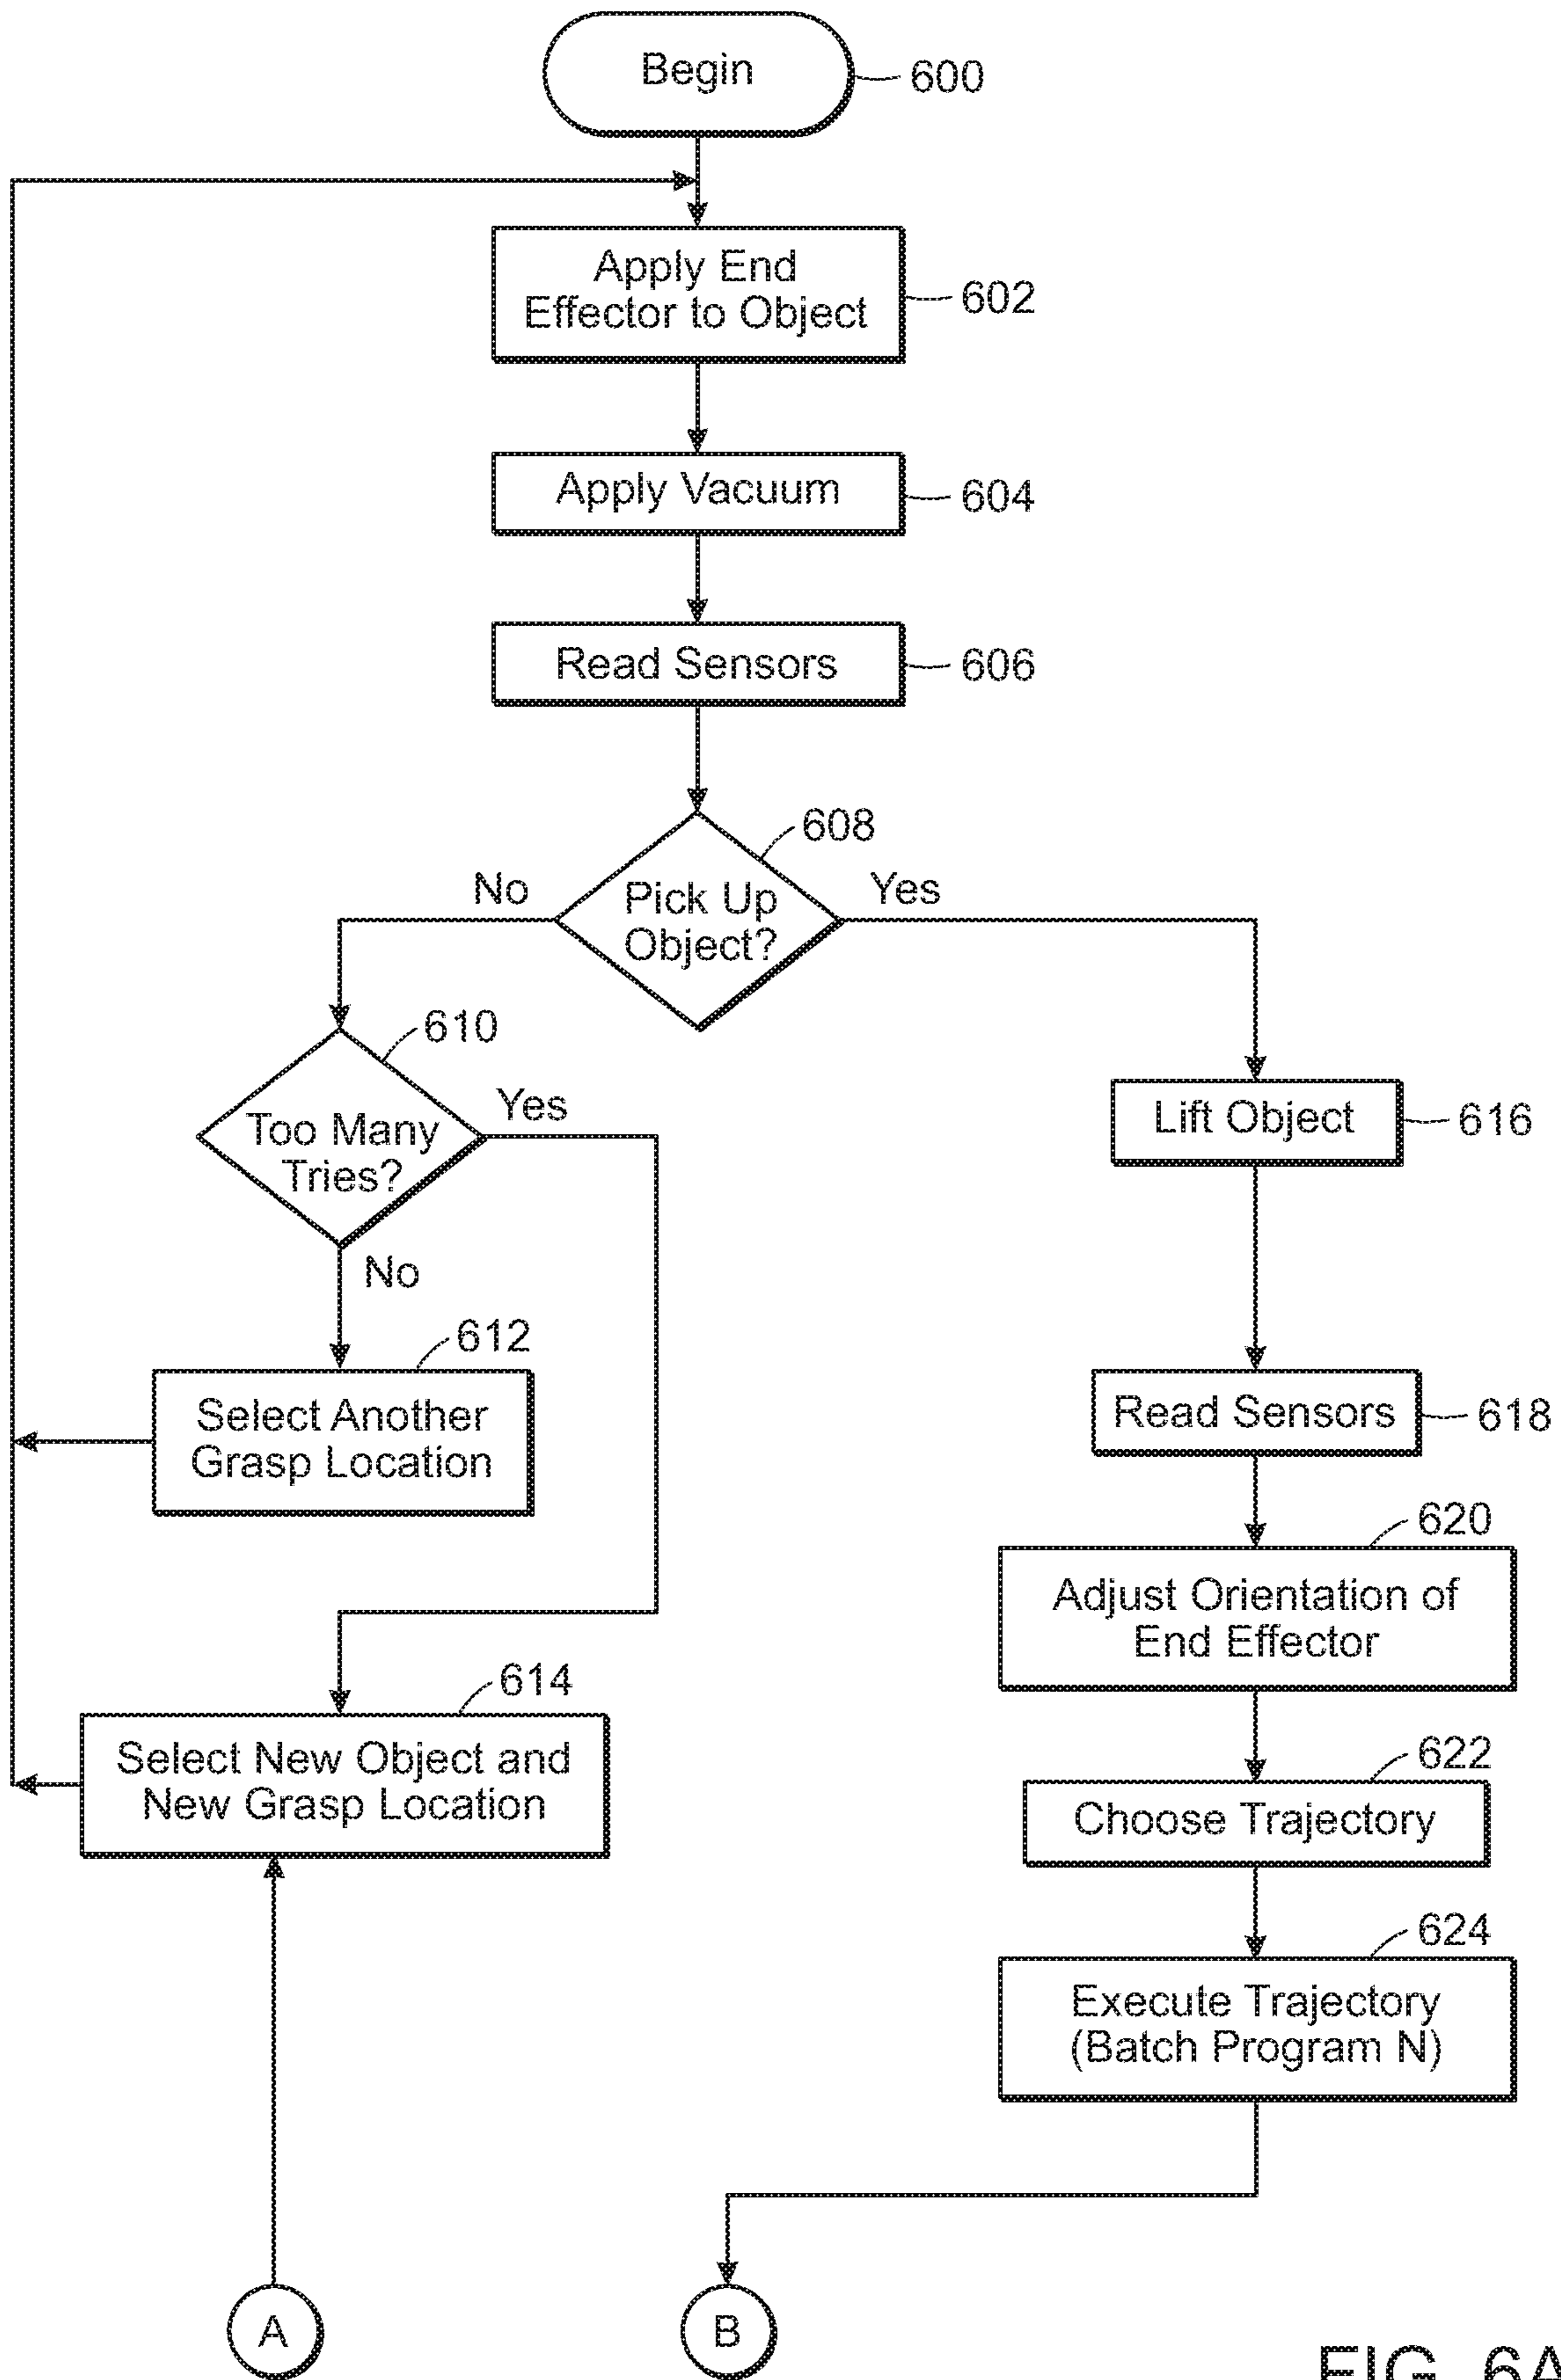 Begin
600
Apply End
Effector to Object
602
Apply Vacuum
604
Read Sensors
606
608
No
Pick Up
Object?
Yes
610
Too Many
Tries?
Yes
No
Lift Object
616
612
Select Another
Grasp Location
Read Sensors
618
620
Adjust Orientation of
End Effector
614
Select New Object and
New Grasp Location
622
Choose Trajectory
624
Execute Trajectory
(Batch Program N)
A
B
FIG. 6A